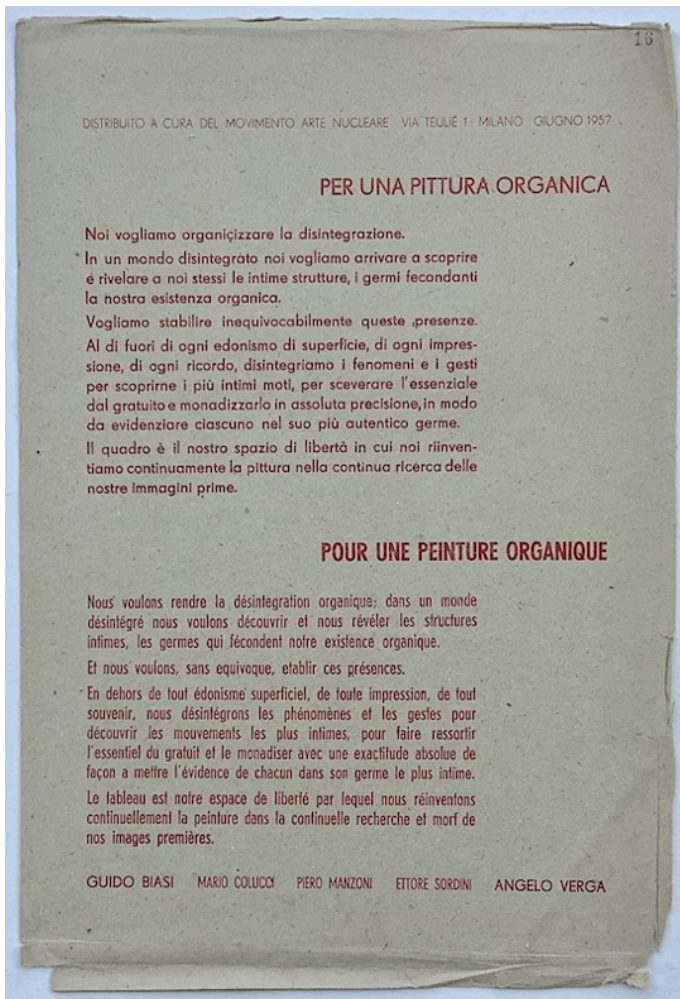 16
DISTRIBUITO A CURA DEL MOVIMENTO ARTE NUCLEARE VIA TEULIÉ 1 MILANO GIUGNO 1957
PER UNA PITTURA ORGANICA
Noi vogliamo organicizzare la disintegrazione.
In un mondo disintegrato noi vogliamo arrivare a scoprire
e rivelare a noi stessi le intime strutture, i germi fecondanti
la nostra esistenza organica.
Vogliamo stabilire inequivocabilmente queste presenze.
Al di fuori di ogni edonismo di superficie, di ogni impres-
sione, di ogni ricordo, disintegriamo i fenomeni e i gesti
per scoprirne i più intimi moti, per sceverare l'essenziale
dal gratuito e monadizzarlo in assoluta precisione, in modo
da evidenziare ciascuno nel suo più autentico germe.
Il quadro è il nostro spazio di libertà in cui noi riinven-
tiamo continuamente la pittura nella continua ricerca delle
nostre immagini prime.
POUR UNE PEINTURE ORGANIQUE
Nous voulons rendre la désintegration organique; dans un monde
désintégré nous voulons découvrir et nous révéler les structures
intimes, les germes qui fécondent notre existence organique.
Et nous voulons, sans equivoque, etablir ces présences.
En dehors de tout édonisme superficiel, de toute impression, de tout
souvenir, nous désintégrons les phénomènes et les gestes pour
découvrir les mouvements les plus intimes, pour faire ressortir
l'essentiel du gratuit et le monadiser avec une exactitude absolue de
façon a mettre l'évidence de chacun dans son germe le plus intime.
Le tableau est notre espace de liberté par lequel nous réinventons
continuellement la peinture dans la continuelle recherche et morf de
nos images premières.
GUIDO BIASI MARIO COLUCCI PIERO MANZONI ETTORE SORDINI ANGELO VERGA